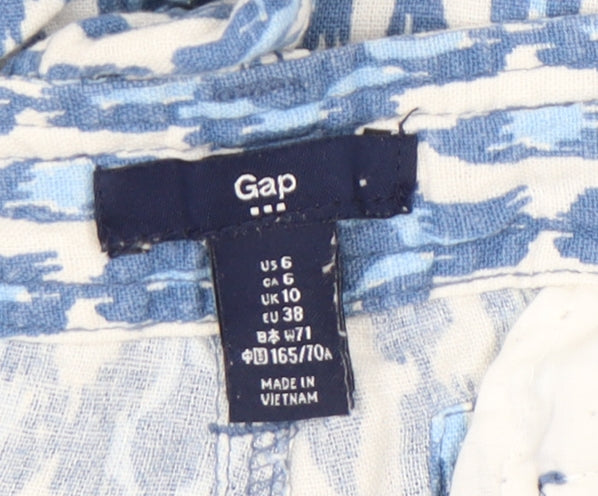 Gap
US 6
CA 6
UK 10
EU 38
日本 W71
中国 165/70A
MADE IN
VIETNAM